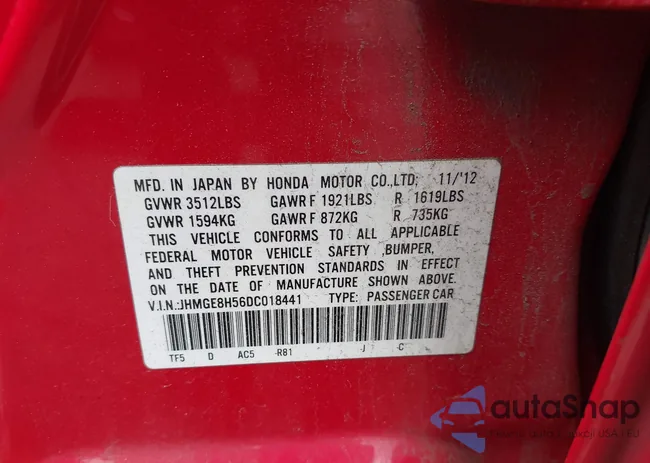 MFD. IN JAPAN BY HONDA MOTOR CO.,LTD; 11/'12
GVWR 3512LBS GAWR F 1921LBS R 1619LBS
GVWR 1594KG GAWR F 872KG R 735KG
THIS VEHICLE CONFORMS TO ALL APPLICABLE
FEDERAL MOTOR VEHICLE SAFETY ,BUMPER,
AND THEFT PREVENTION STANDARDS IN EFFECT
ON THE DATE OF MANUFACTURE SHOWN ABOVE.
V.I.N.:JHMGE8H56DC018441 TYPE: PASSENGER CAR
TF5 D AC5 -R81 -J -C
autoShap